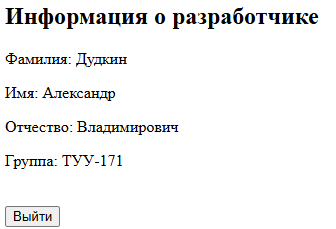 Информация о разработчике
Фамилия: Дудкин
Имя: Александр
Отчество: Владимирович
Группа: ТУУ-171
Выйти